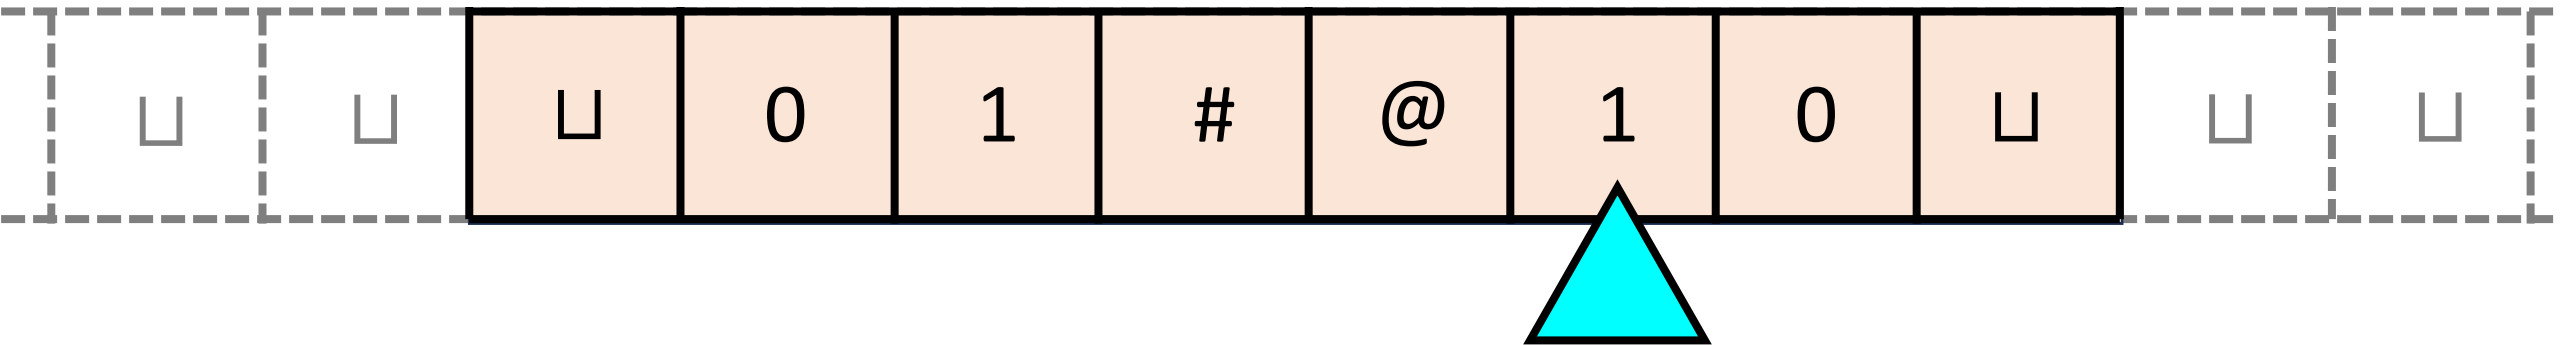 ⊔ ⊔ ⊔ 0 1 # @ 1 0 ⊔ ⊔ ⊔